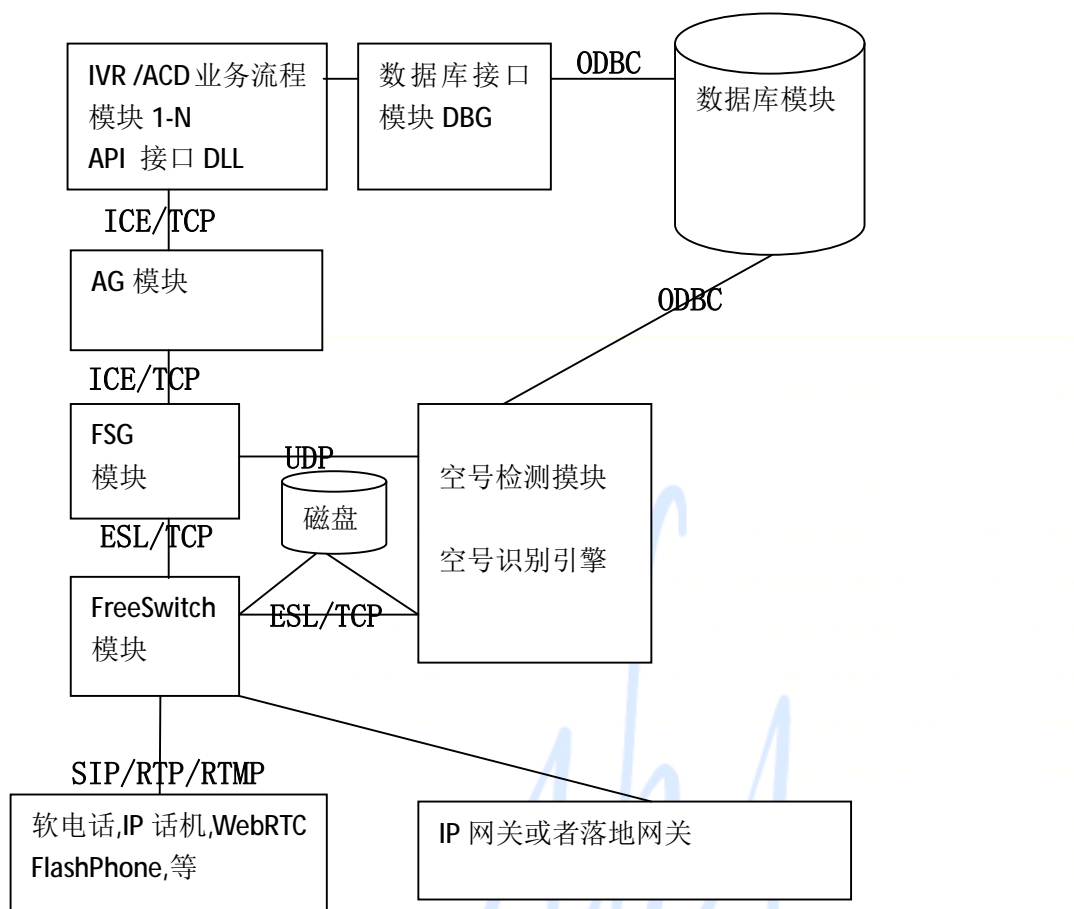 IVR /ACD 业务流程
模块 1-N
API 接口 DLL
数据库接口
模块 DBG
ODBC
数据库模块
ICE/TCP
AG 模块
ODBC
ICE/TCP
FSG
模块
UDP
磁盘
空号检测摸块
空号识别引擎
ESL/TCP
FreeSwitch
模块
ESL/TCP
SIP/RTP/RTMP
软电话,IP 话机,WebRTC
FlashPhone,等
IP 网关或者落地网关